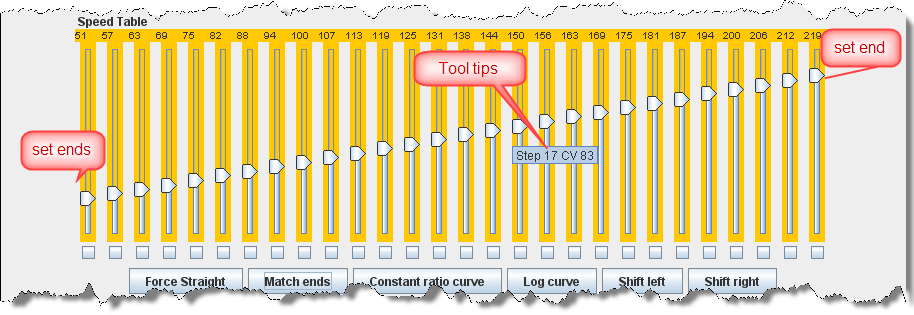 Speed Table
51 57 63 69 75 82 88 94 100 107 113 119 125 131 138 144 150 156 163 169 175 181 187 194 200 206 212 219
set end
Tool tips
set ends
Step 17 CV 83
Force Straight Match ends Constant ratio curve Log curve Shift left Shift right